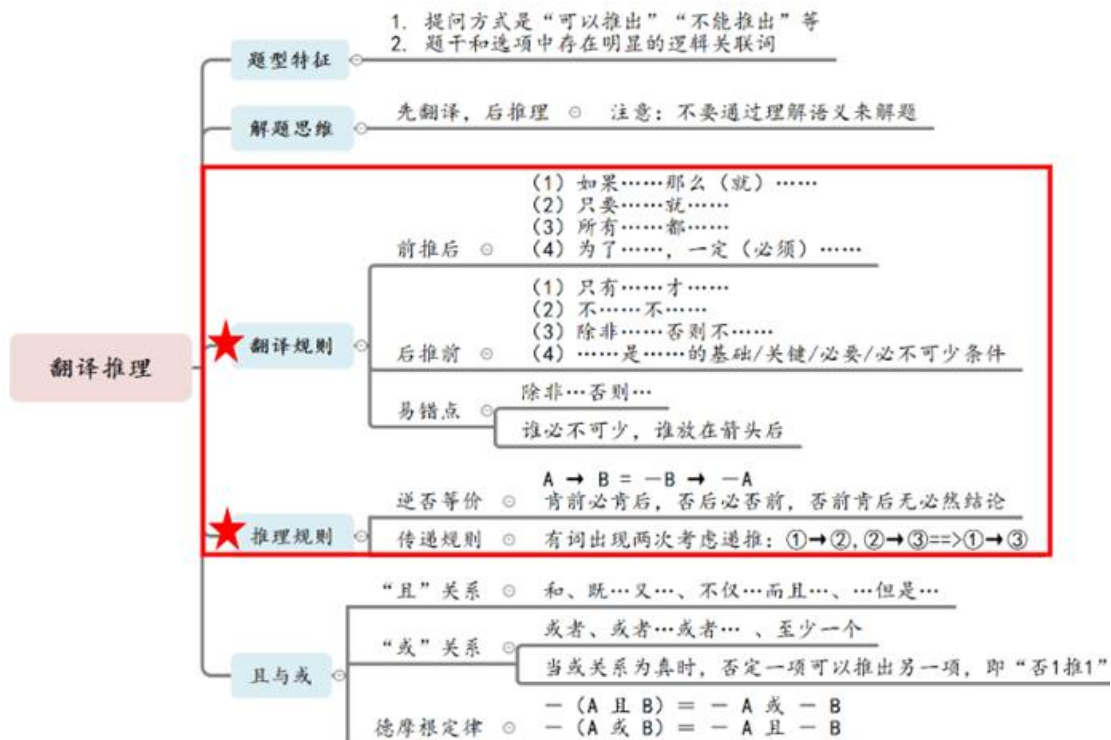 翻译推理
题型特征
1. 提问方式是“可以推出”“不能推出”等
2. 题干和选项中存在明显的逻辑关联词
解题思维
先翻译，后推理
注意：不要通过理解语义来解题
翻译规则
前推后
(1) 如果……那么（就）……
(2) 只要……就……
(3) 所有……都……
(4) 为了……，一定（必须）……
后推前
(1) 只有……才……
(2) 不……不……
(3) 除非……否则不……
(4) ……是……的基础/关键/必要/必不可少条件
易错点
除非…否则…
谁必不可少，谁放在箭头后
推理规则
逆否等价
A → B = －B → －A
肯前必肯后，否后必否前，否前肯后无必然结论
传递规则
有词出现两次考虑递推：①→②,②→③==>①→③
且与或
“且”关系
和、既…又…、不仅…而且…、…但是…
“或”关系
或者、或者…或者… 、至少一个
当或关系为真时，否定一项可以推出另一项，即“否1推1”
德摩根定律
－（A 且 B）＝ － A 或 － B
－（A 或 B）＝ － A 且 － B